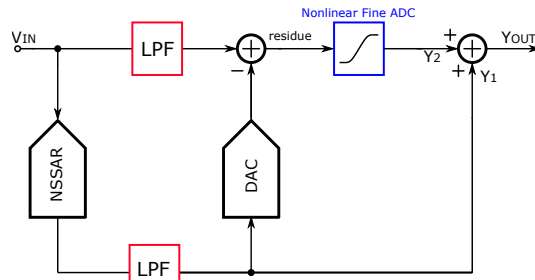 Nonlinear Fine ADC
VIN
LPF
+
residue
+
+
YOUT
−
Y2
+
Y1
NSSAR
DAC
LPF